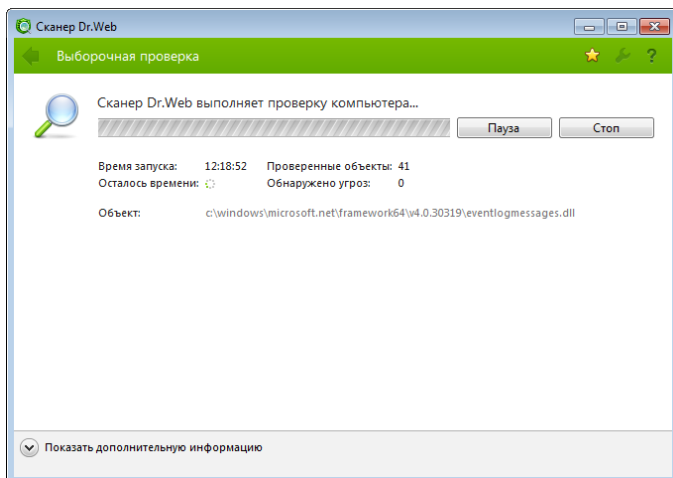 Сканер Dr.Web
Выборочная проверка
?
Сканер Dr.Web выполняет проверку компьютера...
Пауза Стоп
Время запуска: 12:18:52 Проверенные объекты: 41
Осталось времени: Обнаружено угроз: 0
Объект: c:\windows\microsoft.net\framework64\v4.0.30319\eventlogmessages.dll
Показать дополнительную информацию